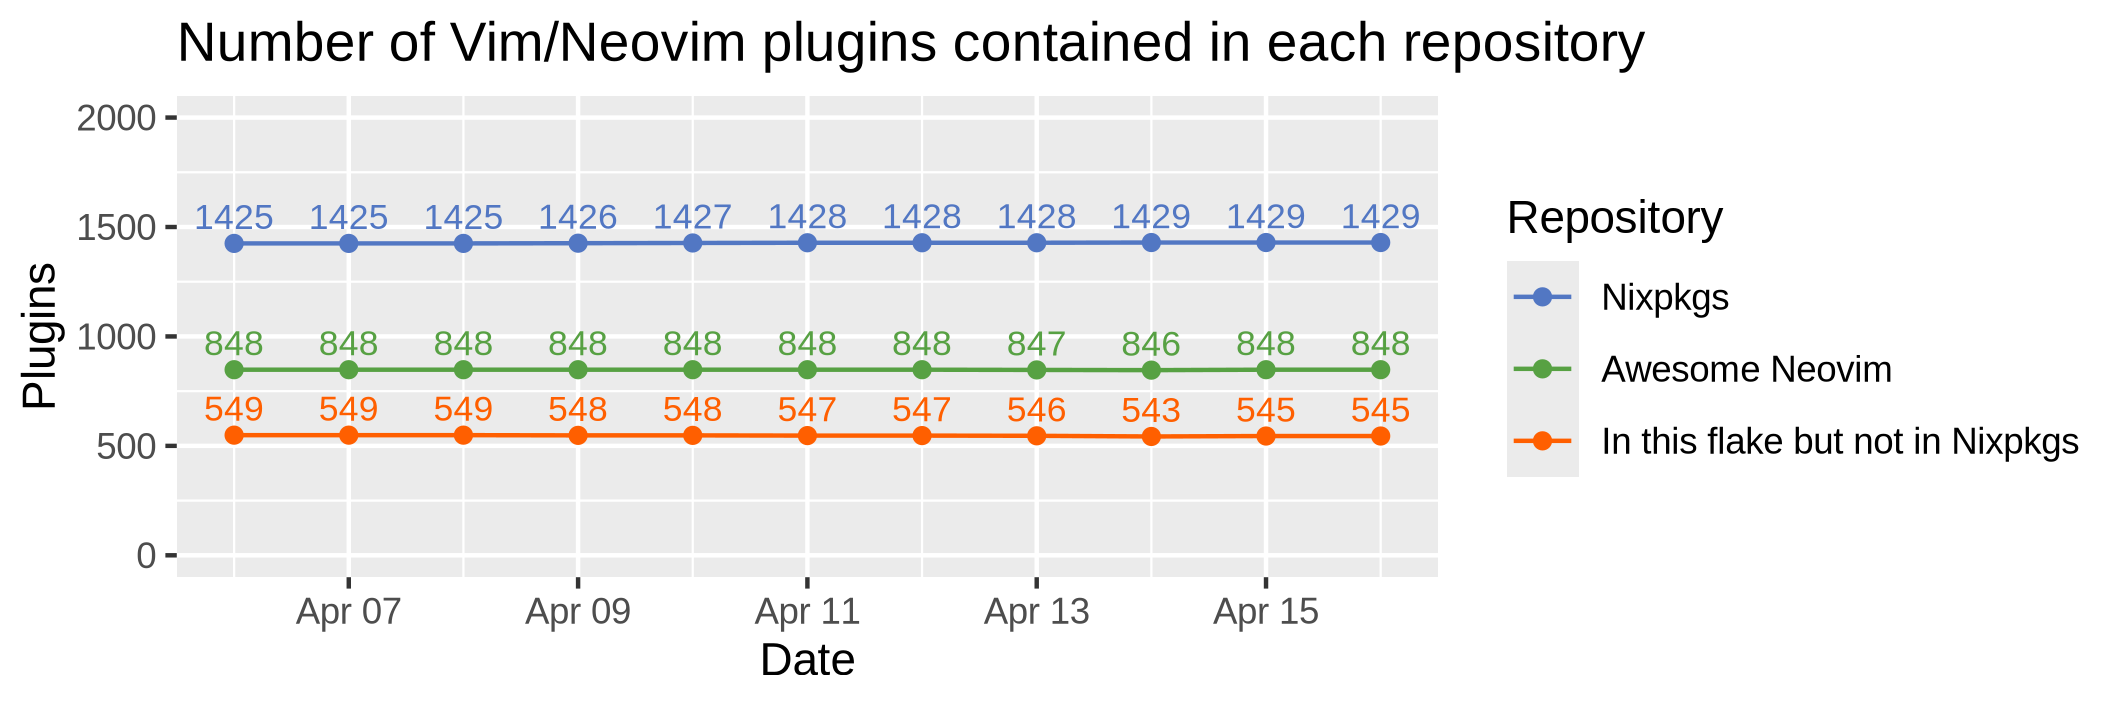 Number of Vim/Neovim plugins contained in each repository
Plugins
2000
1500
1000
500
0
1425 1425 1425 1426 1427 1428 1428 1428 1429 1429 1429
848 848 848 848 848 848 848 847 846 848 848
549 549 549 548 548 547 547 546 543 545 545
Apr 07 Apr 09 Apr 11 Apr 13 Apr 15
Date
Repository
Nixpkgs
Awesome Neovim
In this flake but not in Nixpkgs